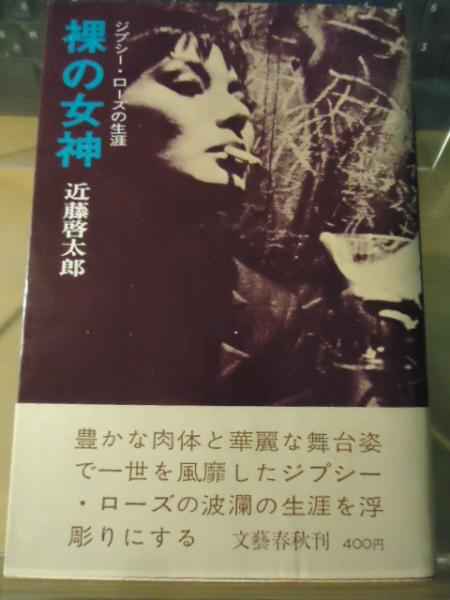 ジプシー・ローズの生涯
裸の女神
近藤啓太郎
豊かな肉体と華麗な舞台姿
で一世を風靡したジプシー
・ローズの波瀾の生涯を浮
彫りにする 文藝春秋刊 400円